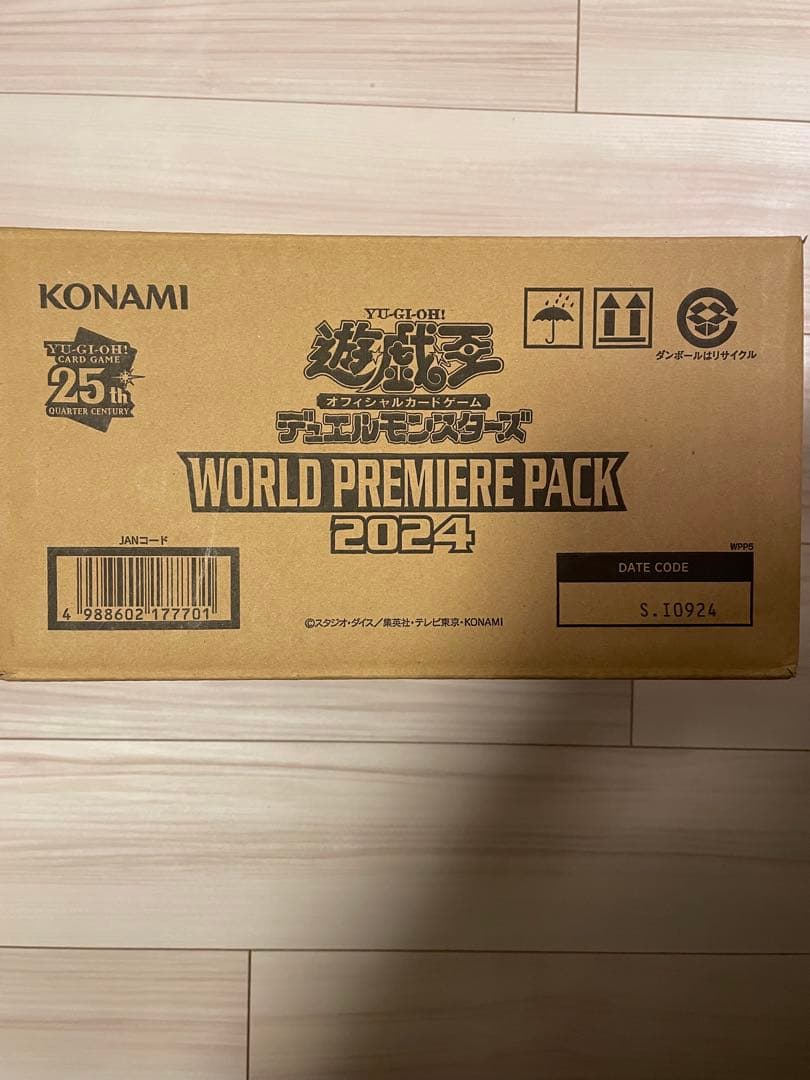 KONAMI
YU-GI-OH!
CARD GAME
25th
QUARTER CENTURY
YU-GI-OH!
遊戯王
オフィシャルカードゲーム
デュエルモンスターズ
WORLD PREMIERE PACK
2024
ダンボールはリサイクル
JANコード
4 988602 177701
©スタジオ・ダイス／集英社・テレビ東京・KONAMI
WPP5
DATE CODE
S.I0924